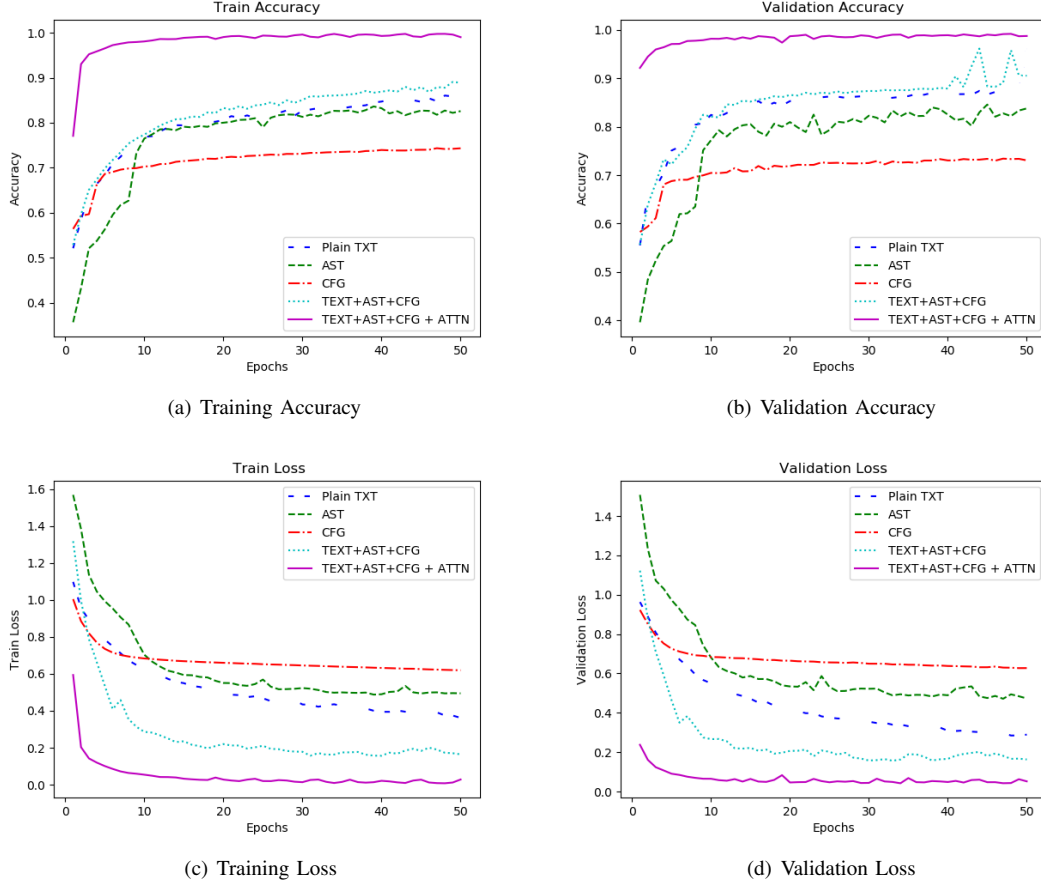 Train Accuracy
1.0
0.9
0.8
0.7
0.6
0.5
0.4
Accuracy
0 10 20 30 40 50
Epochs
Plain TXT
AST
CFG
TEXT+AST+CFG
TEXT+AST+CFG + ATTN
(a) Training Accuracy
Validation Accuracy
1.0
0.9
0.8
0.7
0.6
0.5
0.4
Accuracy
0 10 20 30 40 50
Epochs
Plain TXT
AST
CFG
TEXT+AST+CFG
TEXT+AST+CFG + ATTN
(b) Validation Accuracy
Train Loss
1.6
1.4
1.2
1.0
0.8
0.6
0.4
0.2
0.0
Train Loss
0 10 20 30 40 50
Epochs
Plain TXT
AST
CFG
TEXT+AST+CFG
TEXT+AST+CFG + ATTN
(c) Training Loss
Validation Loss
1.4
1.2
1.0
0.8
0.6
0.4
0.2
0.0
Validation Loss
0 10 20 30 40 50
Epochs
Plain TXT
AST
CFG
TEXT+AST+CFG
TEXT+AST+CFG + ATTN
(d) Validation Loss